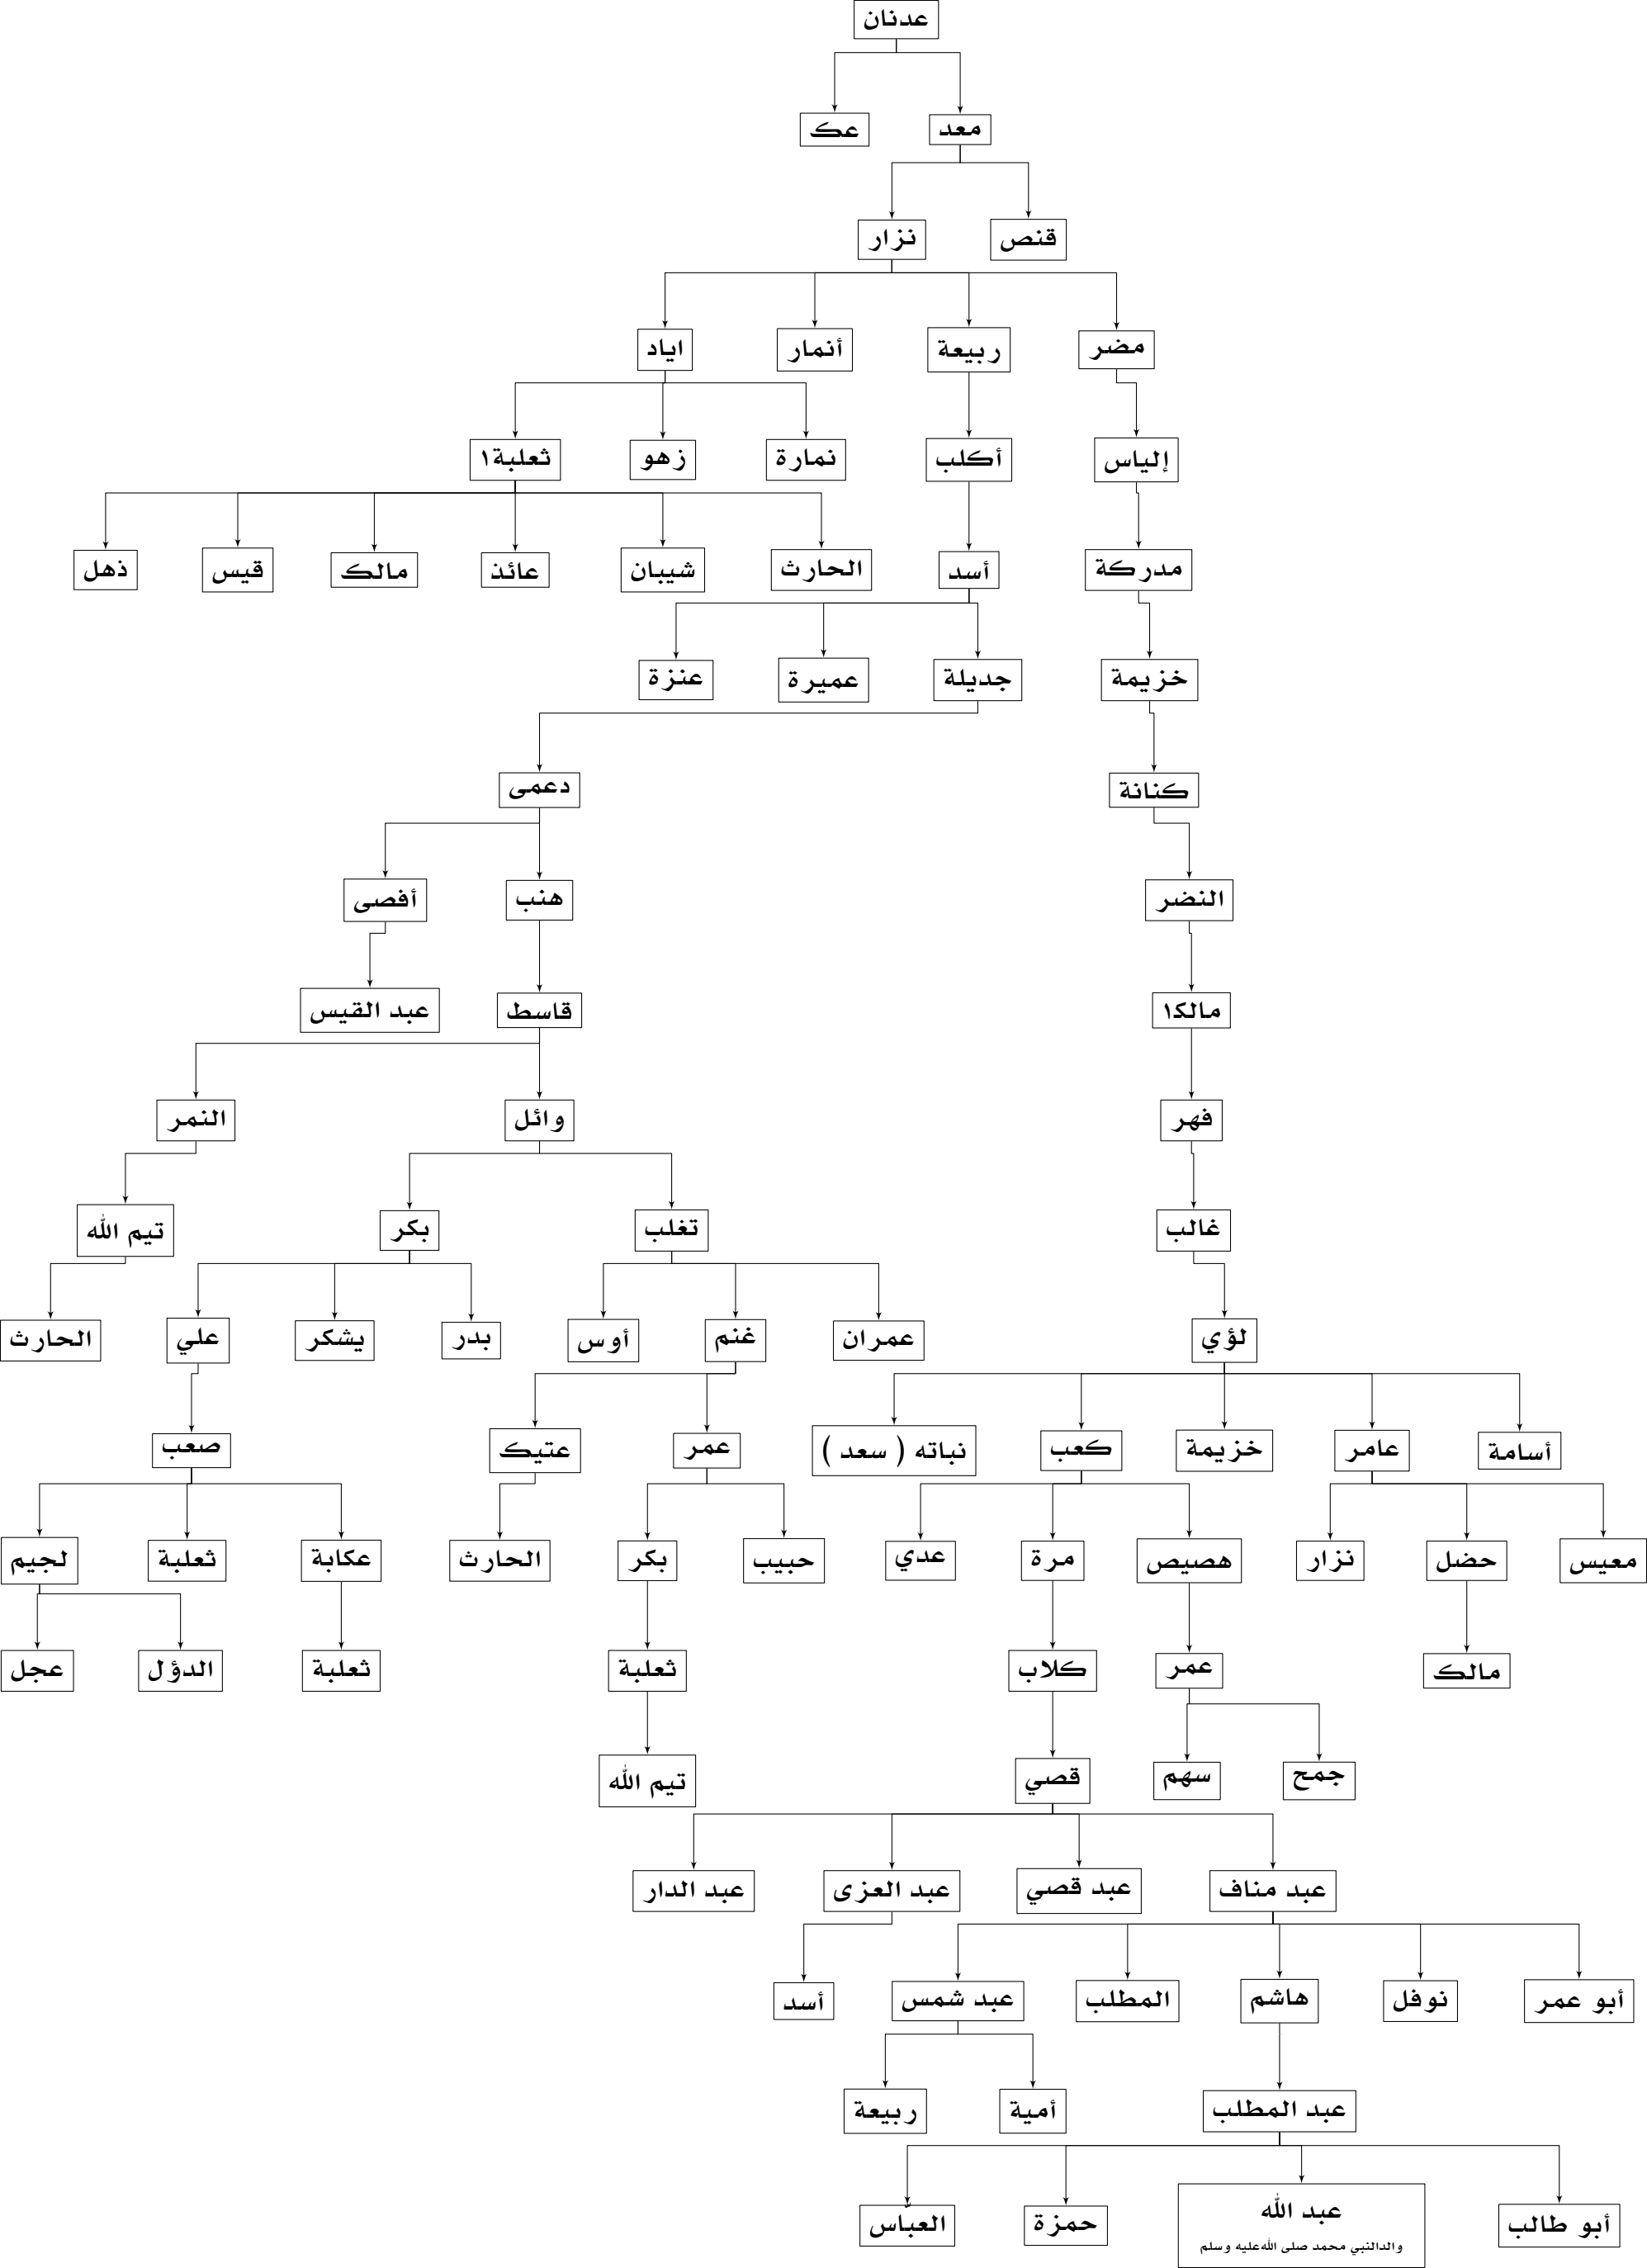 عدنان
معد
عك
قنص
نزار
مضر
ربيعة
أنمار
اياد
إلياس
أكلب
نمارة
زهو
ثعلبة١
مدركة
أسد
الحارث
شيبان
عائذ
مالك
قيس
ذهل
خزيمة
جديلة
عميرة
عنزة
كنانة
دعمى
النضر
هنب
أفصى
مالك١
قاسط
عبد القيس
فهر
وائل
النمر
غالب
تغلب
بكر
تيم الله
لؤي
عمران
غنم
أوس
بدر
يشكر
علي
الحارث
أسامة
عامر
خزيمة
كعب
نباته ( سعد )
عمر
عتيك
صعب
معيس
حضل
نزار
هصيص
مرة
عدي
حبيب
بكر
الحارث
عكابة
ثعلبة
لجيم
مالك
عمر
كلاب
ثعلبة
ثعلبة
الدؤل
عجل
جمح
سهم
قصي
تيم الله
عبد مناف
عبد قصي
عبد العزى
عبد الدار
أبو عمر
نوفل
هاشم
المطلب
عبد شمس
أسد
عبد المطلب
أمية
ربيعة
أبو طالب
عبد الله
والدالنبي محمد صلى الله عليه وسلم
حمزة
العبّاس